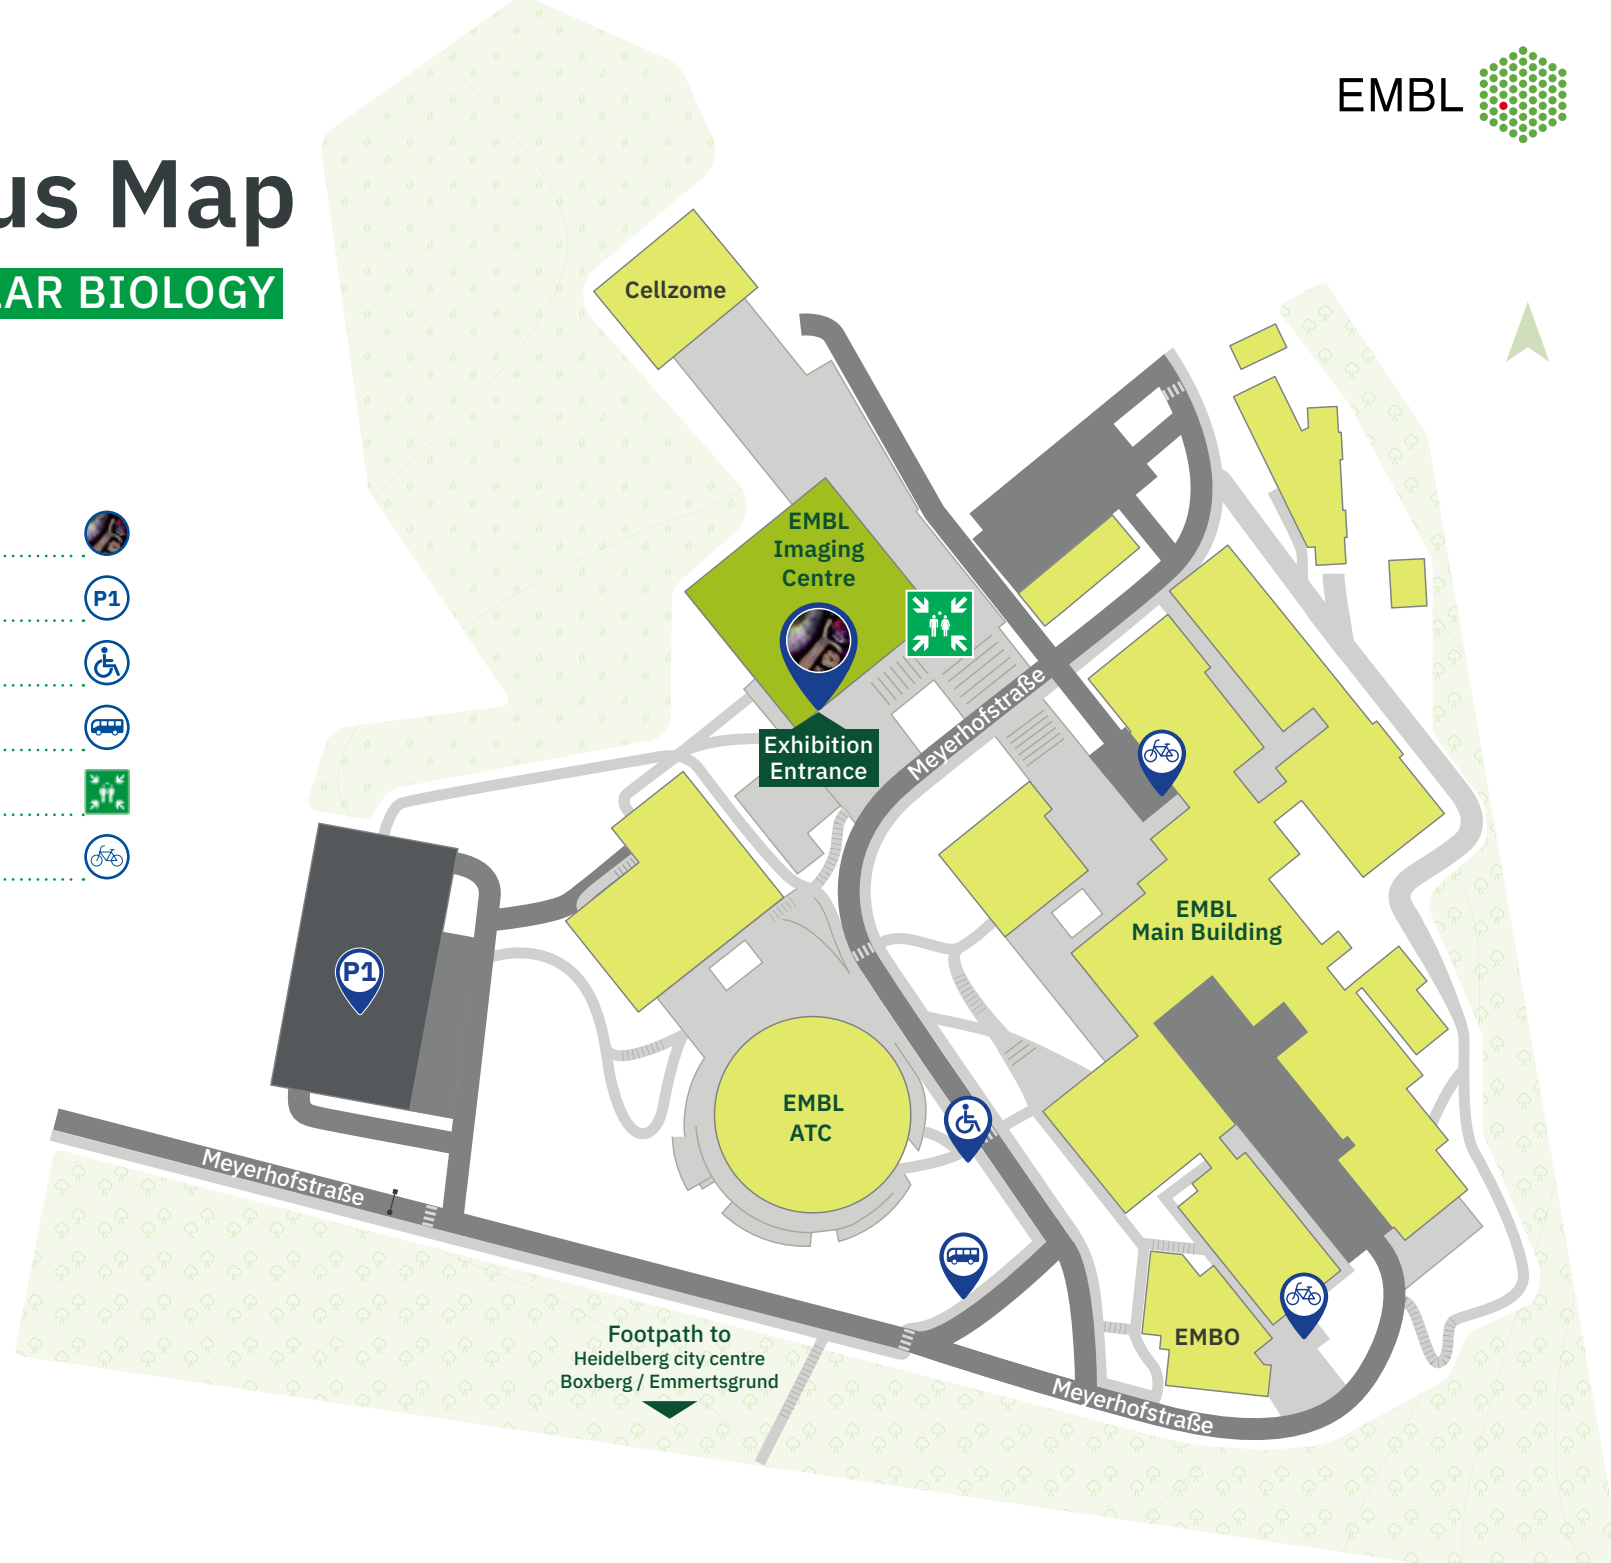 EMBL
us Map
LAR BIOLOGY
Cellzome
EMBL
Imaging
Centre
P1
Exhibition
Entrance
Meyerhofstraße
EMBL
Main Building
P1
EMBL
ATC
Meyerhofstraße
Footpath to
Heidelberg city centre
Boxberg / Emmertsgrund
EMBO
Meyerhofstraße